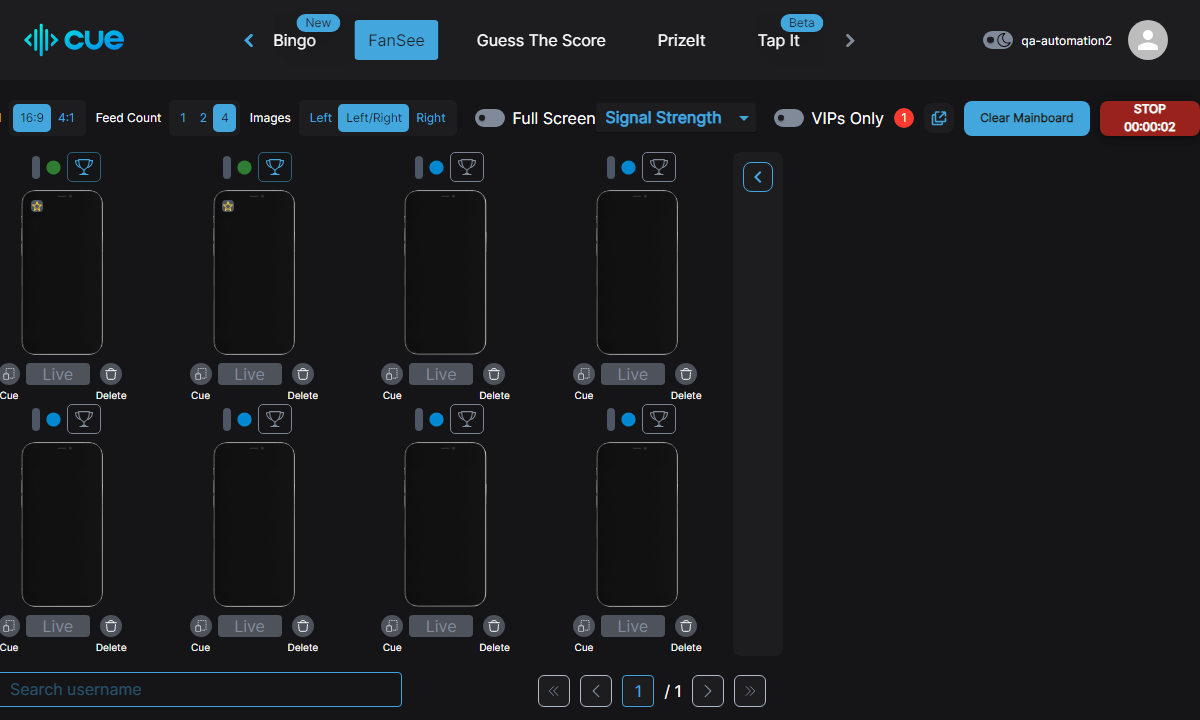 cue
New
Beta
Bingo
FanSee
Guess The Score
PrizeIt
Tap It
qa-automation2
16:9
4:1
Feed Count
1
2
4
Images
Left
Left/Right
Right
Full Screen
Signal Strength
VIPs Only
1
Clear Mainboard
STOP
00:00:02
Live
Live
Live
Live
Cue
Delete
Cue
Delete
Cue
Delete
Cue
Delete
Live
Live
Live
Live
Cue
Delete
Cue
Delete
Cue
Delete
Cue
Delete
Search username
1
/ 1